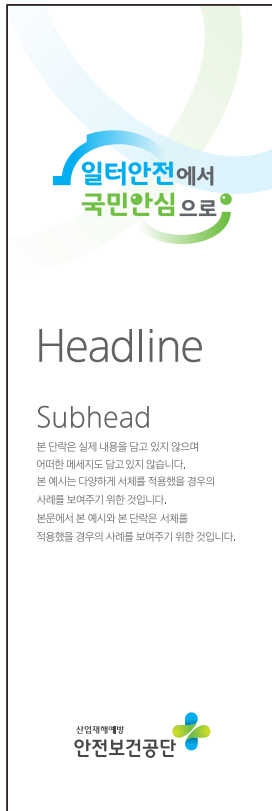 일터안전에서
국민안심으로
Headline
Subhead
본 단락은 실제 내용을 담고 있지 않으며
어떠한 메세지도 담고 있지 않습니다.
본 예시는 다양하게 서체를 적용했을 경우의
사례를 보여주기 위한 것입니다.
본문에서 본 예시와 본 단락은 서체를
적용했을 경우의 사례를 보여주기 위한 것입니다.
산업재해예방
안전보건공단